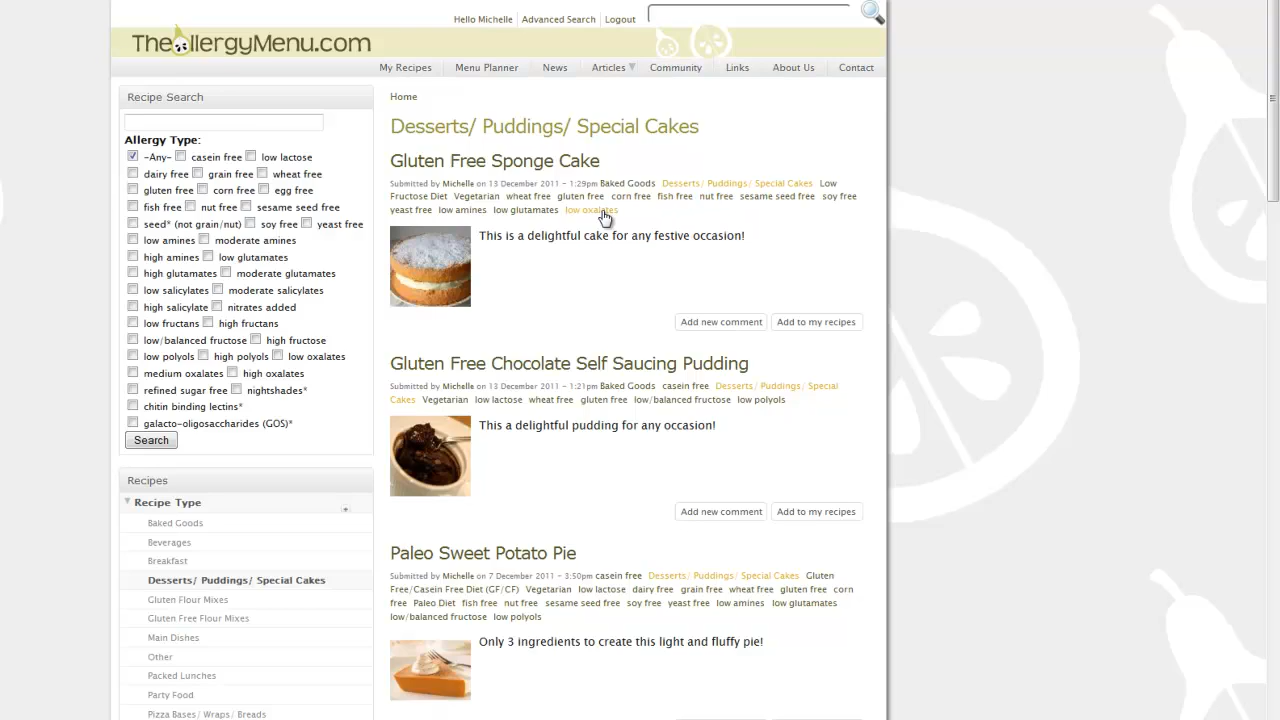 Hello Michelle Advanced Search Logout
TheAllergyMenu.com
My Recipes Menu Planner News Articles Community Links About Us Contact
Recipe Search
Allergy Type:
-Any- casein free low lactose
dairy free grain free wheat free
gluten free corn free egg free
fish free nut free sesame seed free
seed* (not grain/nut) soy free yeast free
low amines moderate amines
high amines low glutamates
high glutamates moderate glutamates
low salicylates moderate salicylates
high salicylate nitrates added
low fructans high fructans
low/balanced fructose high fructose
low polyols high polyols low oxalates
medium oxalates high oxalates
refined sugar free nightshades*
chitin binding lectins*
galacto-oligosaccharides (GOS)*
Search
Recipes
Recipe Type
Baked Goods
Beverages
Breakfast
Desserts/ Puddings/ Special Cakes
Gluten Flour Mixes
Gluten Free Flour Mixes
Main Dishes
Other
Packed Lunches
Party Food
Pizza Bases/ Wraps/ Breads
Home
Desserts/ Puddings/ Special Cakes
Gluten Free Sponge Cake
Submitted by Michelle on 13 December 2011 - 1:29pm Baked Goods Desserts/ Puddings/ Special Cakes Low
Fructose Diet Vegetarian wheat free gluten free corn free fish free nut free sesame seed free soy free
yeast free low amines low glutamates low oxalates
This is a delightful cake for any festive occasion!
Add new comment Add to my recipes
Gluten Free Chocolate Self Saucing Pudding
Submitted by Michelle on 13 December 2011 - 1:21pm Baked Goods casein free Desserts/ Puddings/ Special
Cakes Vegetarian low lactose wheat free gluten free low/balanced fructose low polyols
This a delightful pudding for any occasion!
Add new comment Add to my recipes
Paleo Sweet Potato Pie
Submitted by Michelle on 7 December 2011 - 3:50pm casein free Desserts/ Puddings/ Special Cakes Gluten
Free/Casein Free Diet (GF/CF) Vegetarian low lactose dairy free grain free wheat free gluten free corn
free Paleo Diet fish free nut free sesame seed free soy free yeast free low amines low glutamates
low/balanced fructose low polyols
Only 3 ingredients to create this light and fluffy pie!